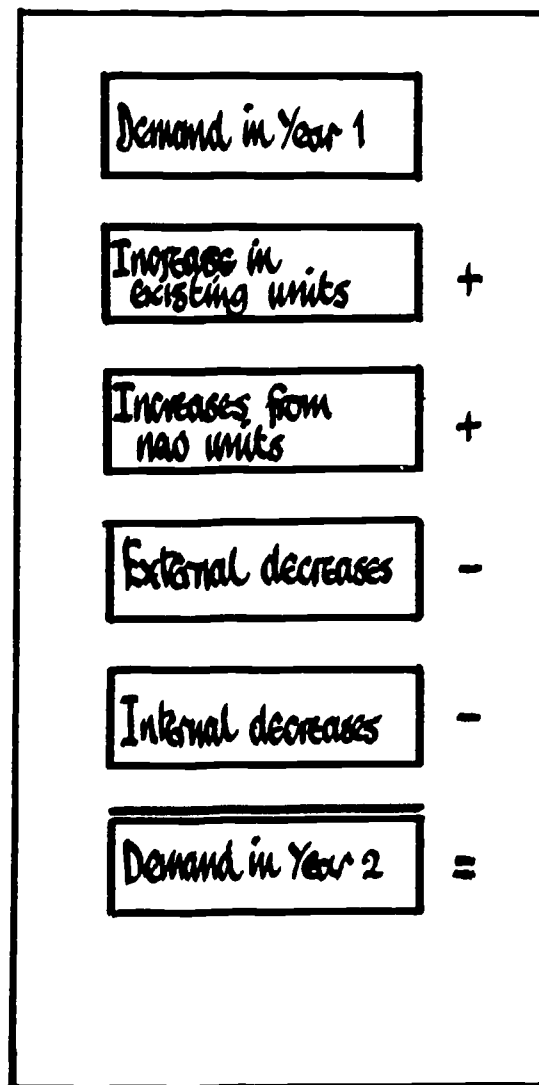 Demand in Year 1
Increase in
existing units +
Increases from
new units +
External decreases -
Internal decreases -
Demand in Year 2 =